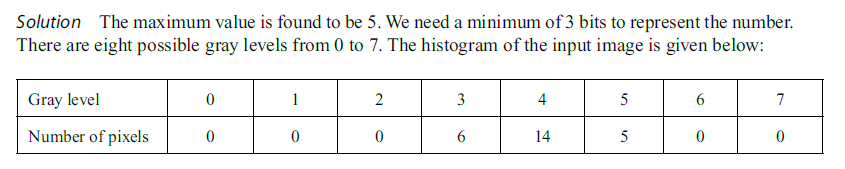 Solution The maximum value is found to be 5. We need a minimum of 3 bits to represent the number.
There are eight possible gray levels from 0 to 7. The histogram of the input image is given below:
Gray level 0 1 2 3 4 5 6 7
Number of pixels 0 0 0 6 14 5 0 0